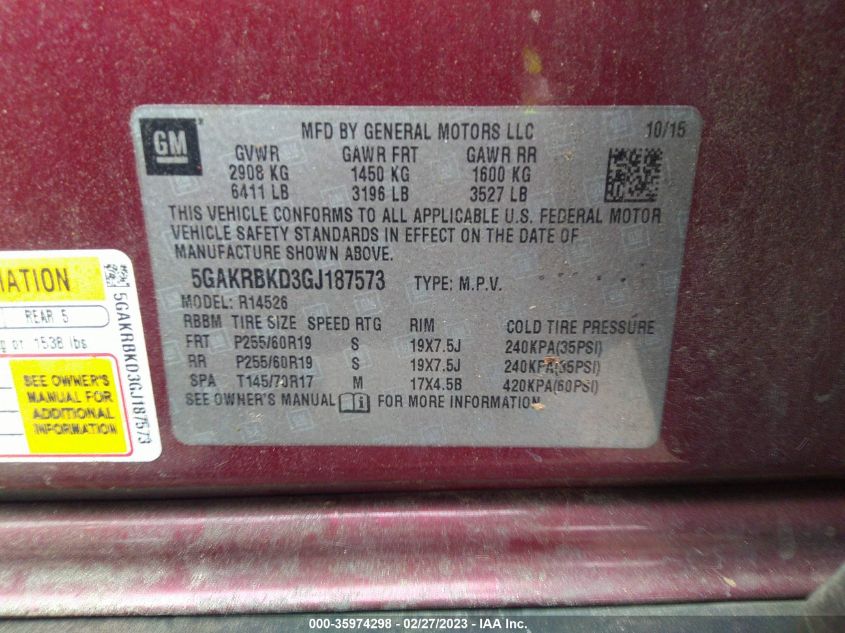 GM
MFD BY GENERAL MOTORS LLC 10/15
GVWR GAWR FRT GAWR RR
2908 KG 1450 KG 1600 KG
6411 LB 3196 LB 3527 LB
THIS VEHICLE CONFORMS TO ALL APPLICABLE U.S. FEDERAL MOTOR
VEHICLE SAFETY STANDARDS IN EFFECT ON THE DATE OF
MANUFACTURE SHOWN ABOVE.
5GAKRBKD3GJ187573 TYPE: M.P.V.
MODEL: R14526
RBBM TIRE SIZE SPEED RTG RIM COLD TIRE PRESSURE
FRT P255/60R19 S 19X7.5J 240KPA(35PSI)
RR P255/60R19 S 19X7.5J 240KPA(35PSI)
SPA T145/70R17 M 17X4.5B 420KPA(60PSI)
SEE OWNER'S MANUAL FOR MORE INFORMATION
MATION
REAR 5
g or 1538 lbs
SEE OWNER'S
MANUAL FOR
ADDITIONAL
INFORMATION
5GAKRBKD3GJ187573
000-35974298 - 02/27/2023 - IAA Inc.